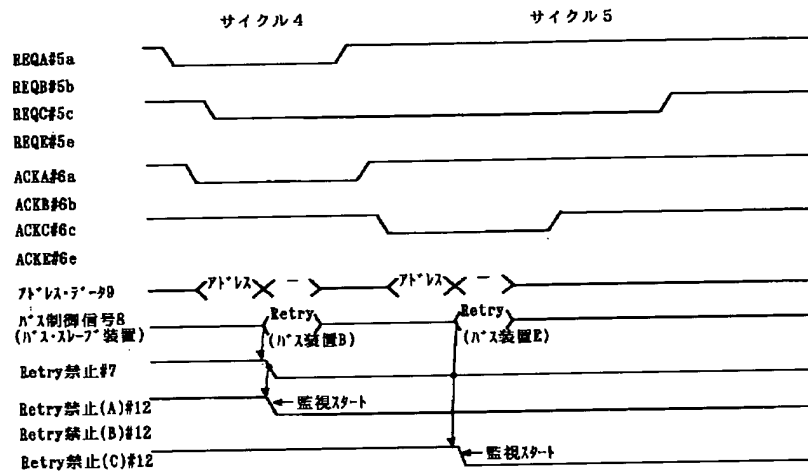 サイクル4 サイクル5
REQA#5a
REQB#5b
REQC#5c
REQE#5e
ACKA#6a
ACKB#6b
ACKC#6c
ACKE#6e
アドレス・データ9 アドレス — アドレス —
バス制御信号8 Retry Retry
(バス・スレーブ装置) (バス装置B) (バス装置E)
Retry禁止#7
Retry禁止(A)#12 監視スタート
Retry禁止(B)#12
Retry禁止(C)#12 監視スタート